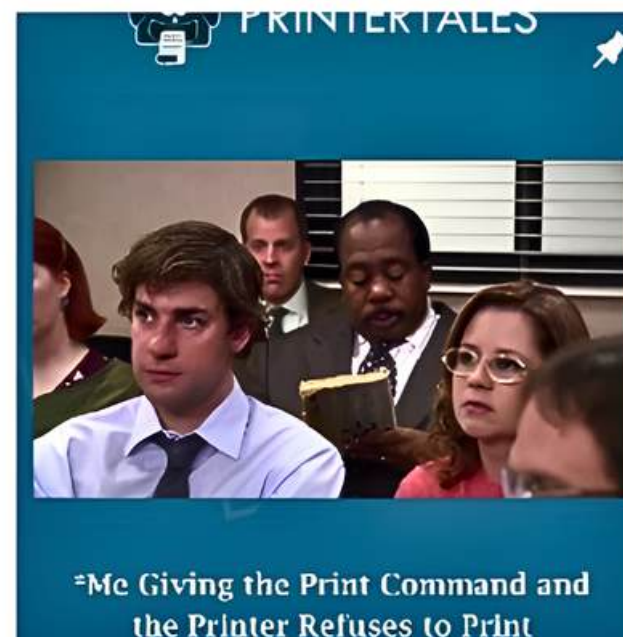 PRINTERTALES
*Me Giving the Print Command and
the Printer Refuses to Print